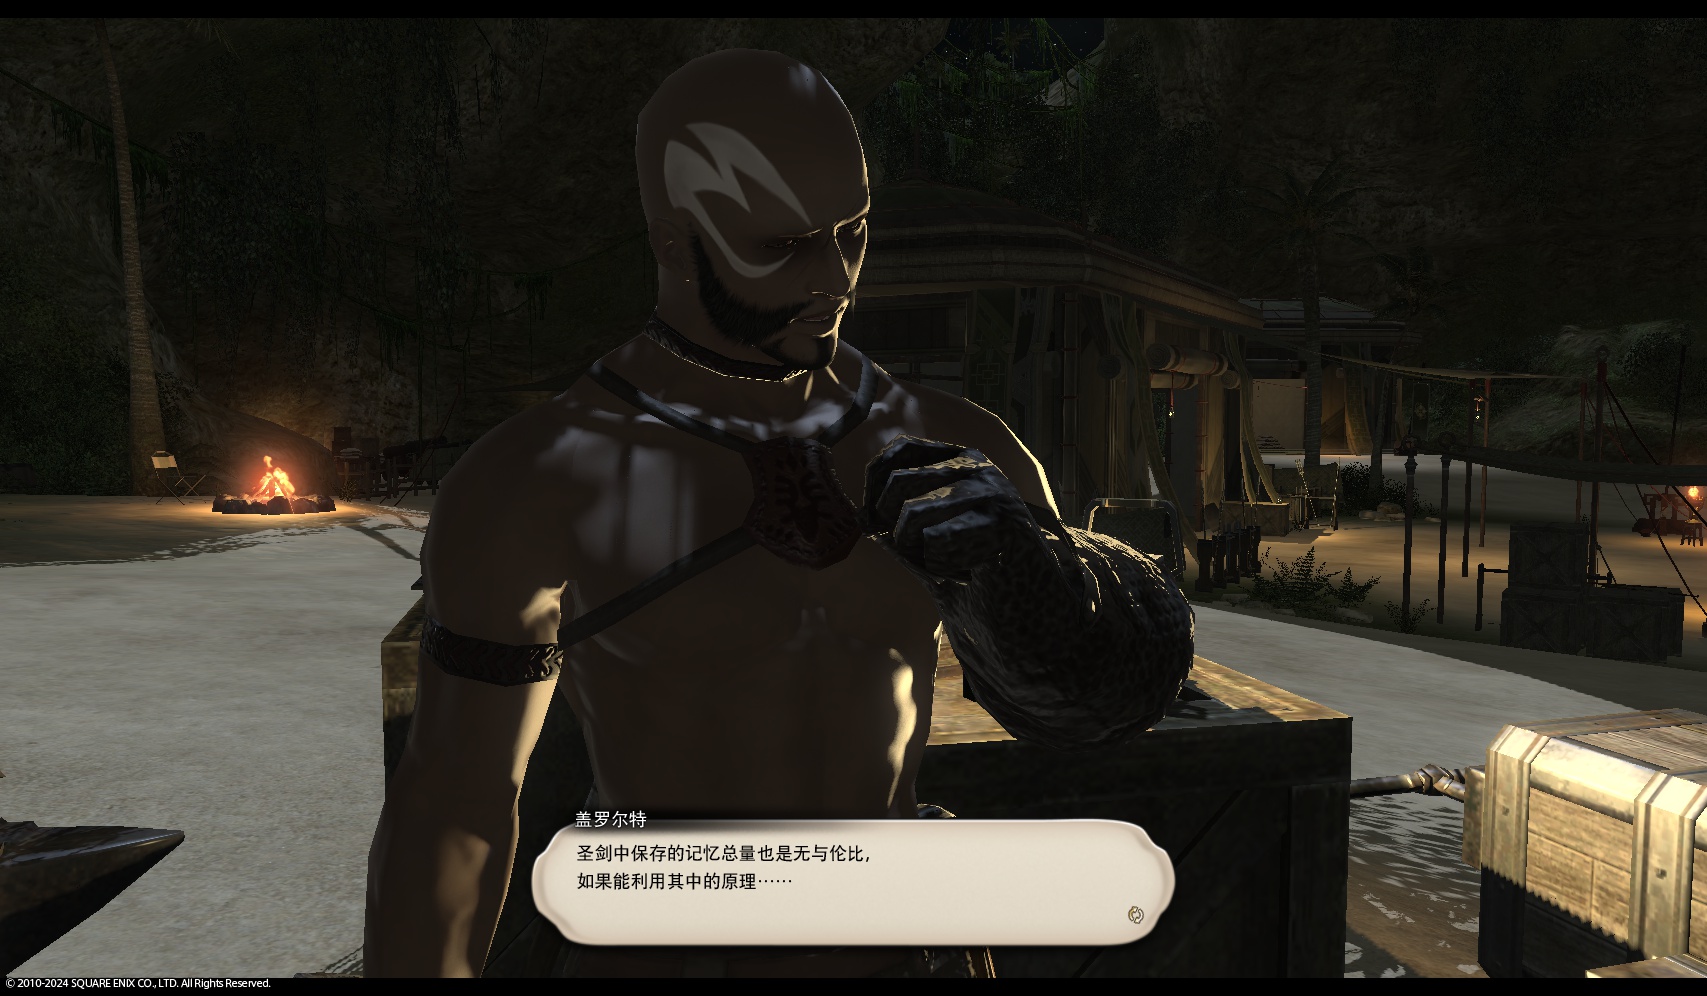 盖罗尔特
圣剑中保存的记忆总量也是无与伦比，
如果能利用其中的原理……
© 2010-2024 SQUARE ENIX CO., LTD. All Rights Reserved.